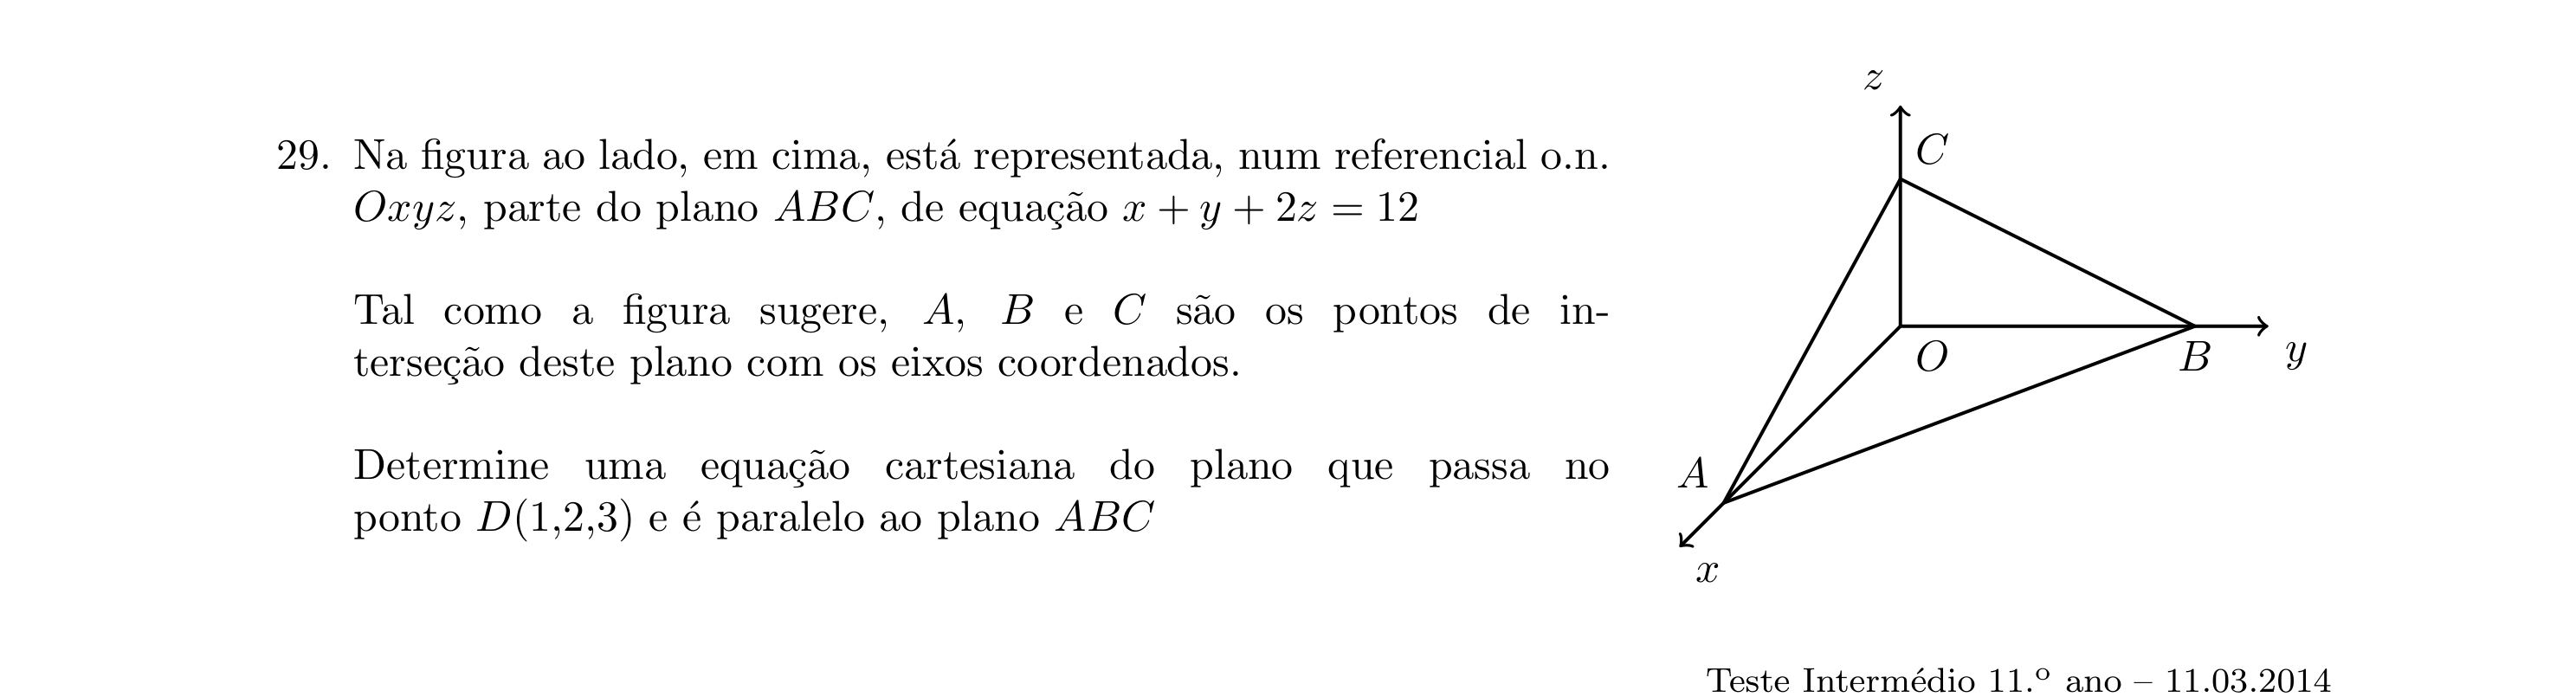 29. Na figura ao lado, em cima, está representada, num referencial o.n.
Oxyz, parte do plano ABC, de equação x + y + 2z = 12
Tal como a figura sugere, A, B e C são os pontos de in-
terseção deste plano com os eixos coordenados.
Determine uma equação cartesiana do plano que passa no
ponto D(1,2,3) e é paralelo ao plano ABC
z
C
O
B
y
A
x
Teste Intermédio 11.º ano – 11.03.2014